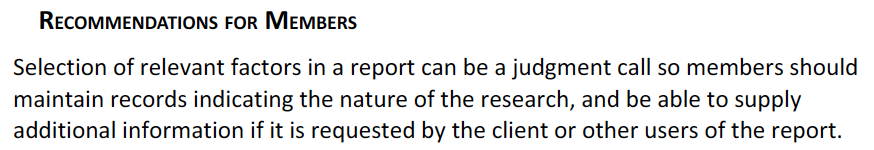 Recommendations for Members
Selection of relevant factors in a report can be a judgment call so members should
maintain records indicating the nature of the research, and be able to supply
additional information if it is requested by the client or other users of the report.